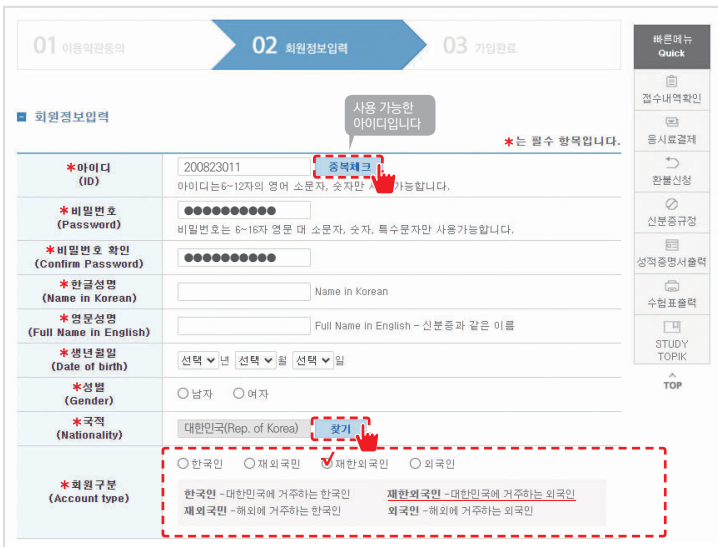 01 이용약관동의
02 회원정보입력
03 가입완료
빠른메뉴
Quick
접수내역확인
응시료결제
환불신청
신분증규정
성적증명서출력
수험표출력
STUDY
TOPIK
TOP
회원정보입력
사용 가능한
아이디입니다
*는 필수 항목입니다.
*아이디
(ID)
200823011 중복체크
아이디는6~12자의 영어 소문자, 숫자만 사용가능합니다.
*비밀번호
(Password)
●●●●●●●●●●
비밀번호는 6~16자 영문 대 소문자, 숫자, 특수문자만 사용가능합니다.
*비밀번호 확인
(Confirm Password)
●●●●●●●●●●
*한글성명
(Name in Korean)
Name in Korean
*영문성명
(Full Name in English)
Full Name in English - 신분증과 같은 이름
*생년월일
(Date of birth)
선택 년 선택 월 선택 일
*성별
(Gender)
남자 여자
*국적
(Nationality)
대한민국(Rep. of Korea) 찾기
*회원구분
(Account type)
한국인 재외국민 재한외국인 외국인
한국인 -대한민국에 거주하는 한국인 재한외국인 -대한민국에 거주하는 외국인
재외국민 -해외에 거주하는 한국인 외국인 -해외에 거주하는 외국인